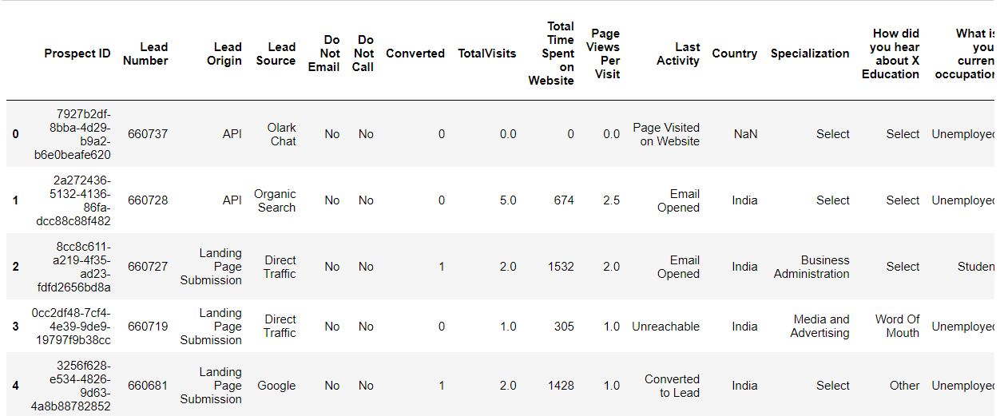 Prospect ID Lead Number Lead Origin Lead Source Do Not Email Do Not Call Converted TotalVisits Total Time Spent on Website Page Views Per Visit Last Activity Country Specialization How did you hear about X Education What is you curren occupation
0 7927b2df-8bba-4d29-b9a2-b6e0beafe620 660737 API Olark Chat No No 0 0.0 0 0.0 Page Visited on Website NaN Select Select Unemployed
1 2a272436-5132-4136-86fa-dcc88c88f482 660728 API Organic Search No No 0 5.0 674 2.5 Email Opened India Select Select Unemployed
2 8cc8c611-a219-4f35-ad23-fdfd2656bd8a 660727 Landing Page Submission Direct Traffic No No 1 2.0 1532 2.0 Email Opened India Business Administration Select Studen
3 0cc2df48-7cf4-4e39-9de9-19797f9b38cc 660719 Landing Page Submission Direct Traffic No No 0 1.0 305 1.0 Unreachable India Media and Advertising Word Of Mouth Unemployed
4 3256f628-e534-4826-9d63-4a8b88782852 660681 Landing Page Submission Google No No 1 2.0 1428 1.0 Converted to Lead India Select Other Unemployed